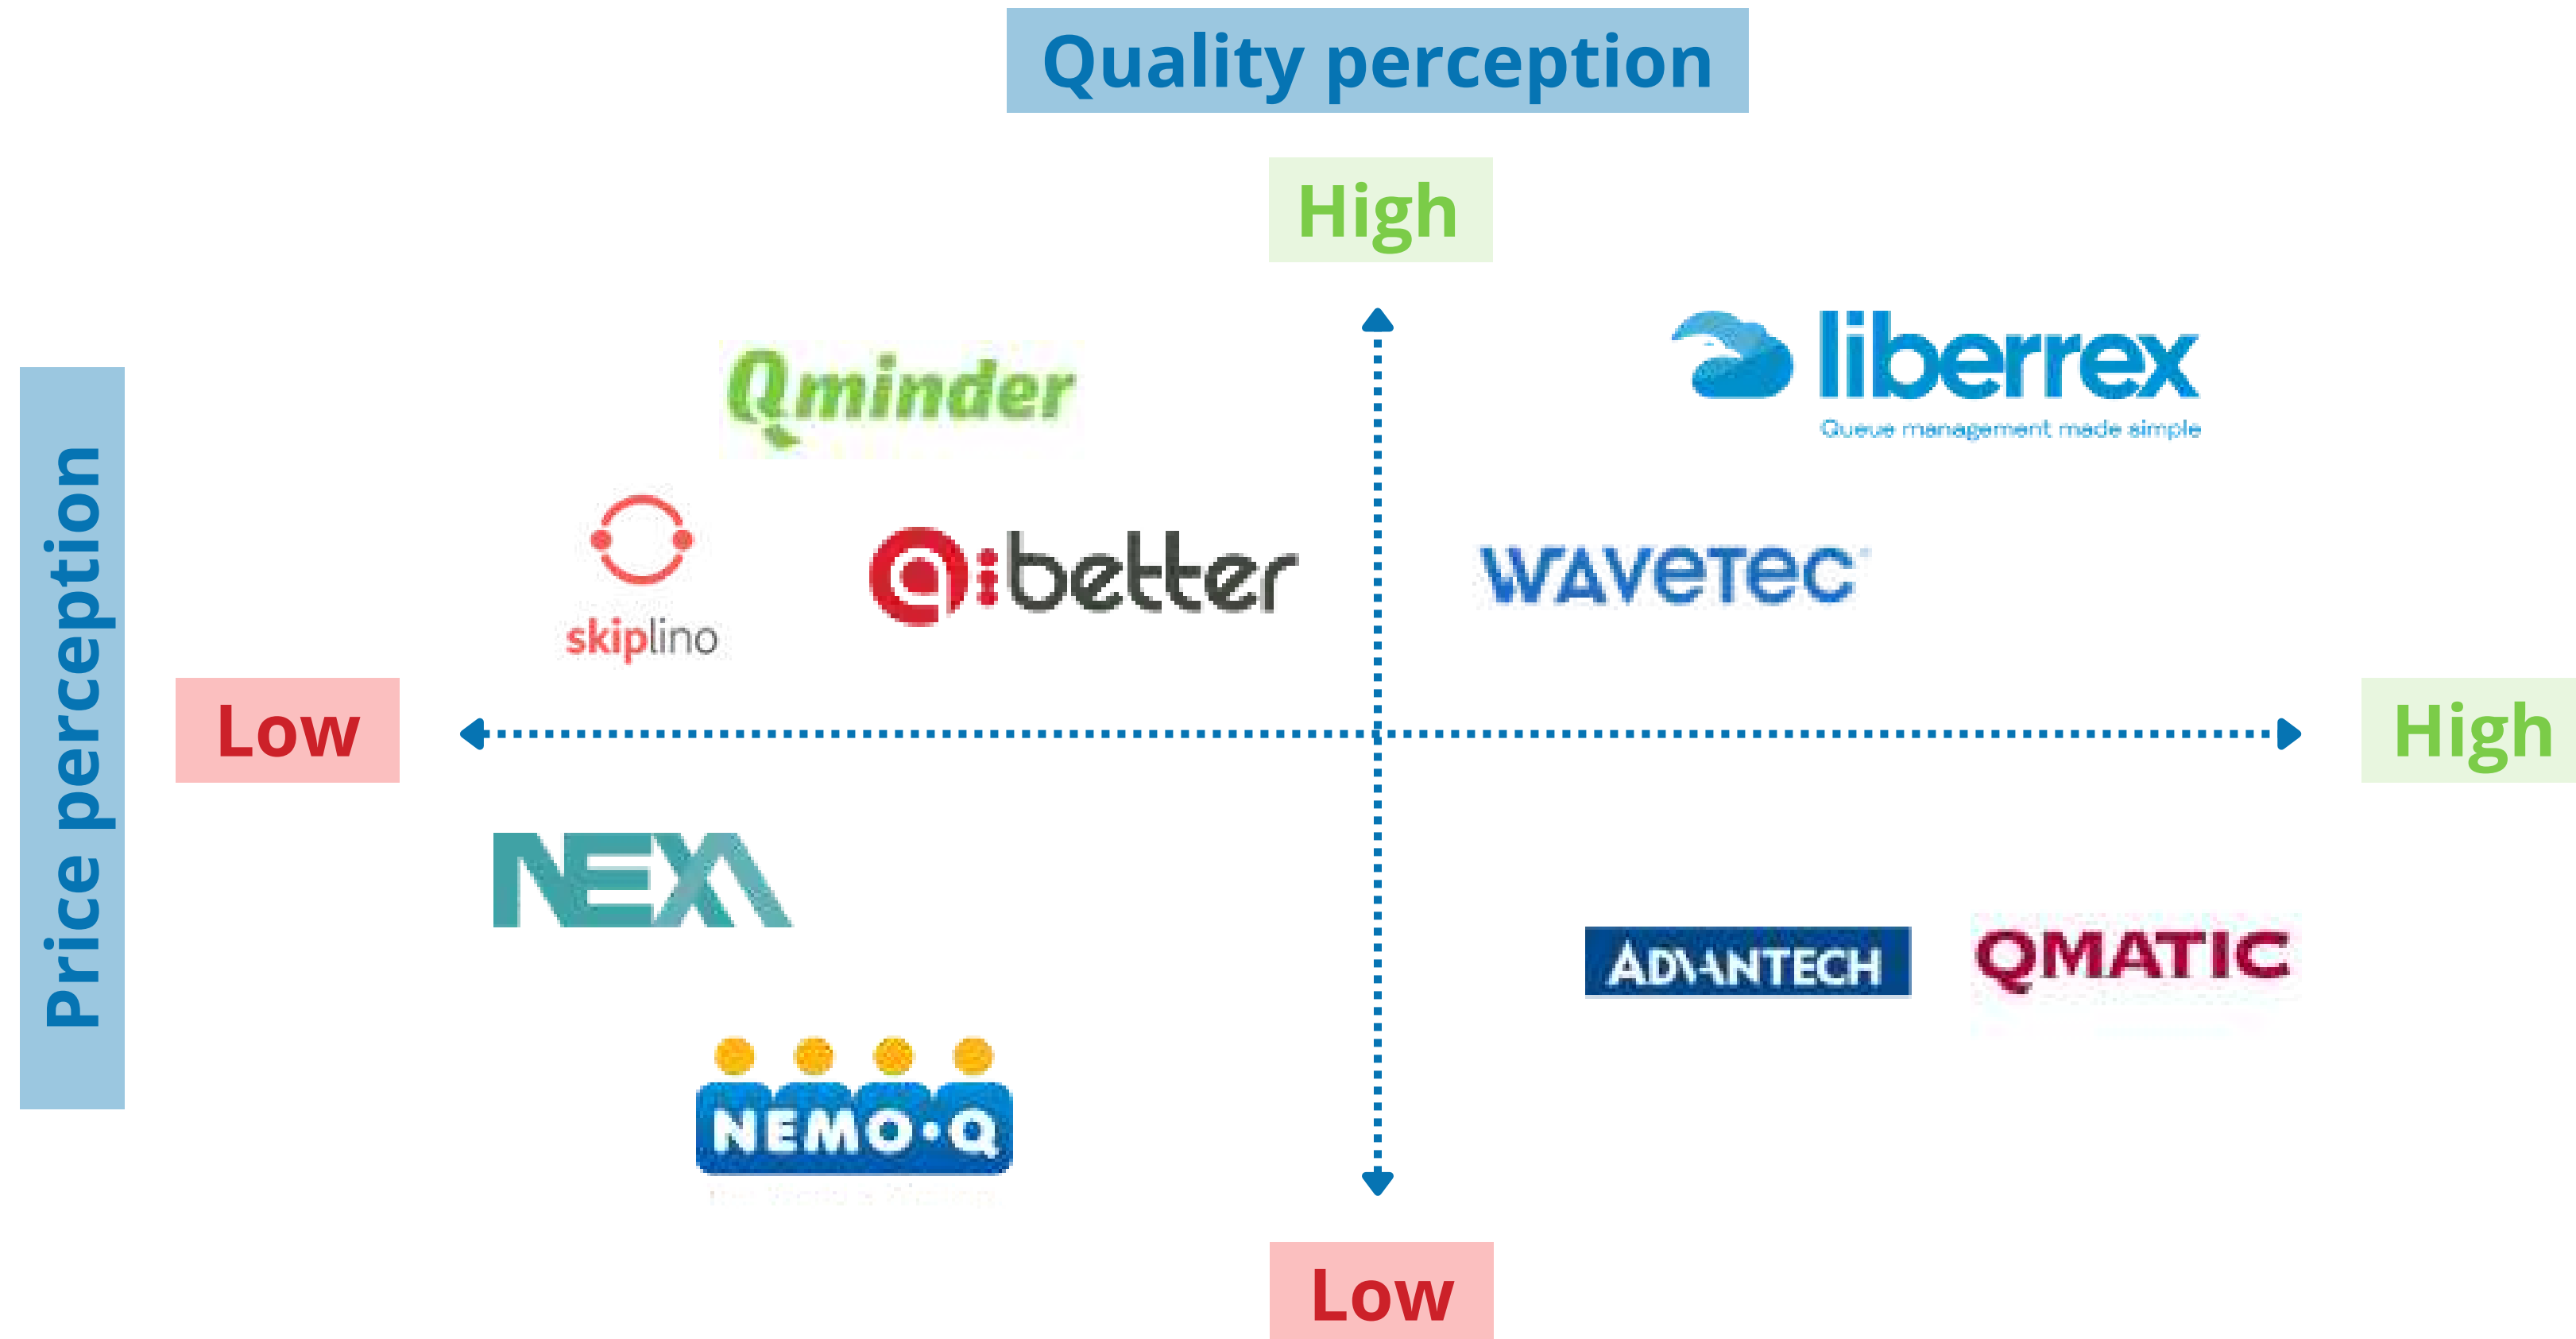 Quality perception
High
Qminder
liberrex
Queue management made simple
skiplino
q:better
WAVETEC
Price perception
Low
High
NEXA
ADVANTECH
QMATIC
NEMO·Q
Low